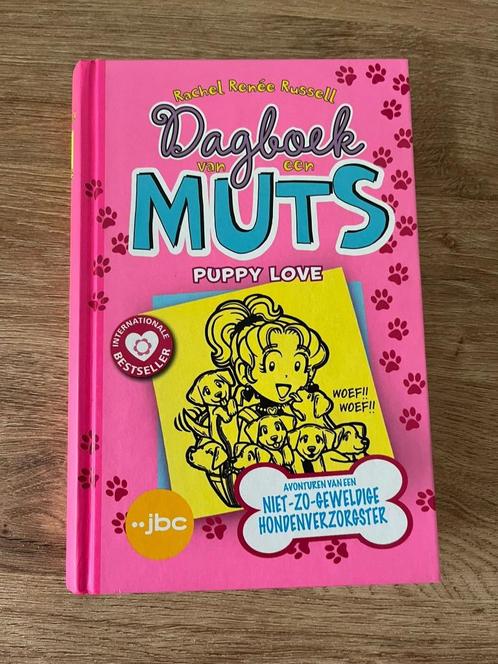 Rachel Renée Russell
Dagboek
van een
MUTS
PUPPY LOVE
INTERNATIONALE
BESTSELLER
WOEF!!
WOEF!!
AVONTUREN VAN EEN
NIET-ZO-GEWELDIGE
HONDENVERZORGSTER
••jbc